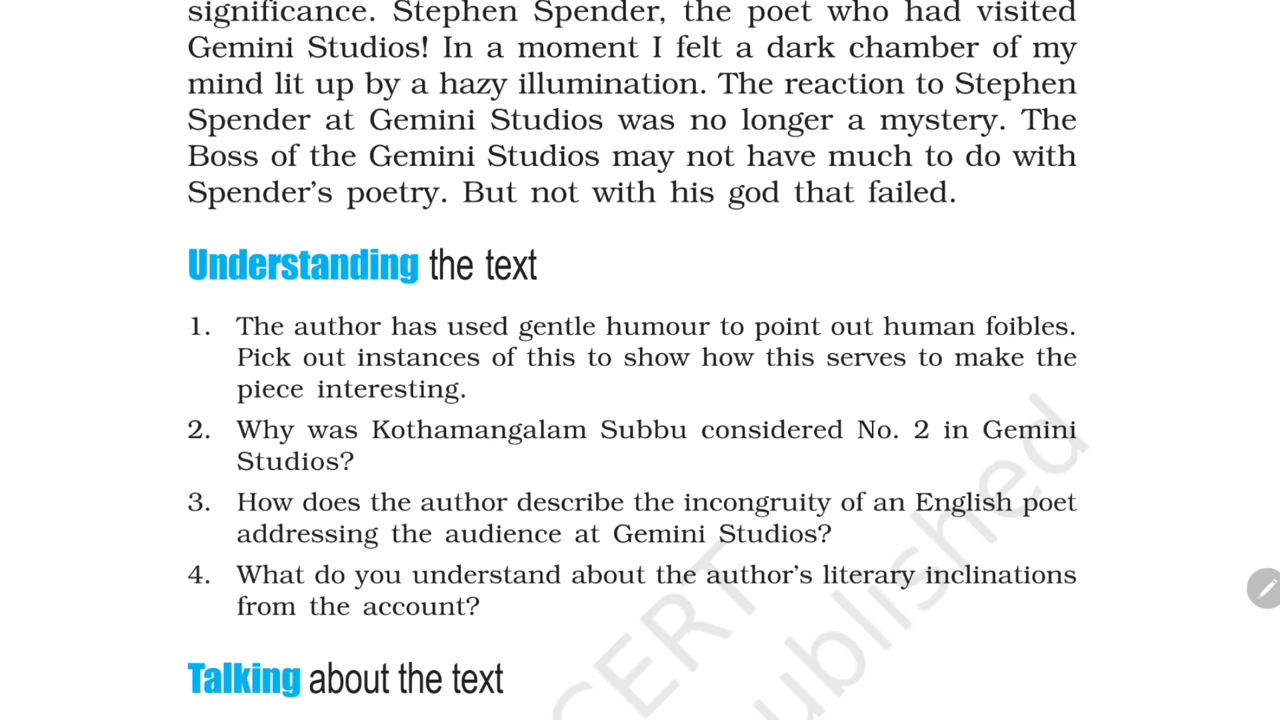 significance. Stephen Spender, the poet who had visited
Gemini Studios! In a moment I felt a dark chamber of my
mind lit up by a hazy illumination. The reaction to Stephen
Spender at Gemini Studios was no longer a mystery. The
Boss of the Gemini Studios may not have much to do with
Spender's poetry. But not with his god that failed.
Understanding the text
1. The author has used gentle humour to point out human foibles.
Pick out instances of this to show how this serves to make the
piece interesting.
2. Why was Kothamangalam Subbu considered No. 2 in Gemini
Studios?
3. How does the author describe the incongruity of an English poet
addressing the audience at Gemini Studios?
4. What do you understand about the author's literary inclinations
from the account?
Talking about the text